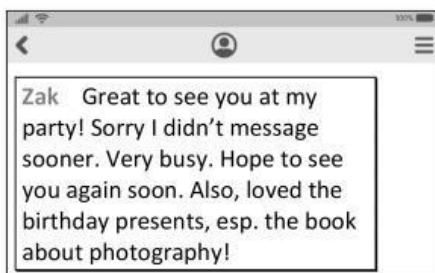 100%
Zak Great to see you at my
party! Sorry I didn't message
sooner. Very busy. Hope to see
you again soon. Also, loved the
birthday presents, esp. the book
about photography!